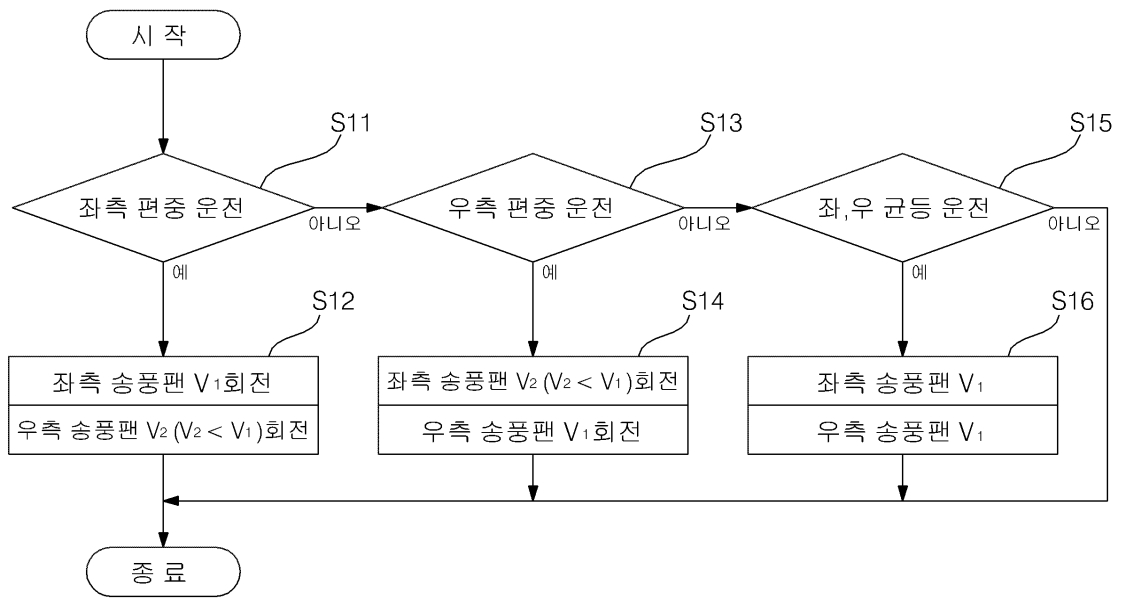 시 작
S11
S13
S15
좌측 편중 운전
아니오
우측 편중 운전
아니오
좌,우 균등 운전
아니오
예
예
예
S12
S14
S16
좌측 송풍팬 V₁회전
우측 송풍팬 V₂(V₂ < V₁)회전
좌측 송풍팬 V₂(V₂ < V₁)회전
우측 송풍팬 V₁회전
좌측 송풍팬 V₁
우측 송풍팬 V₁
종 료